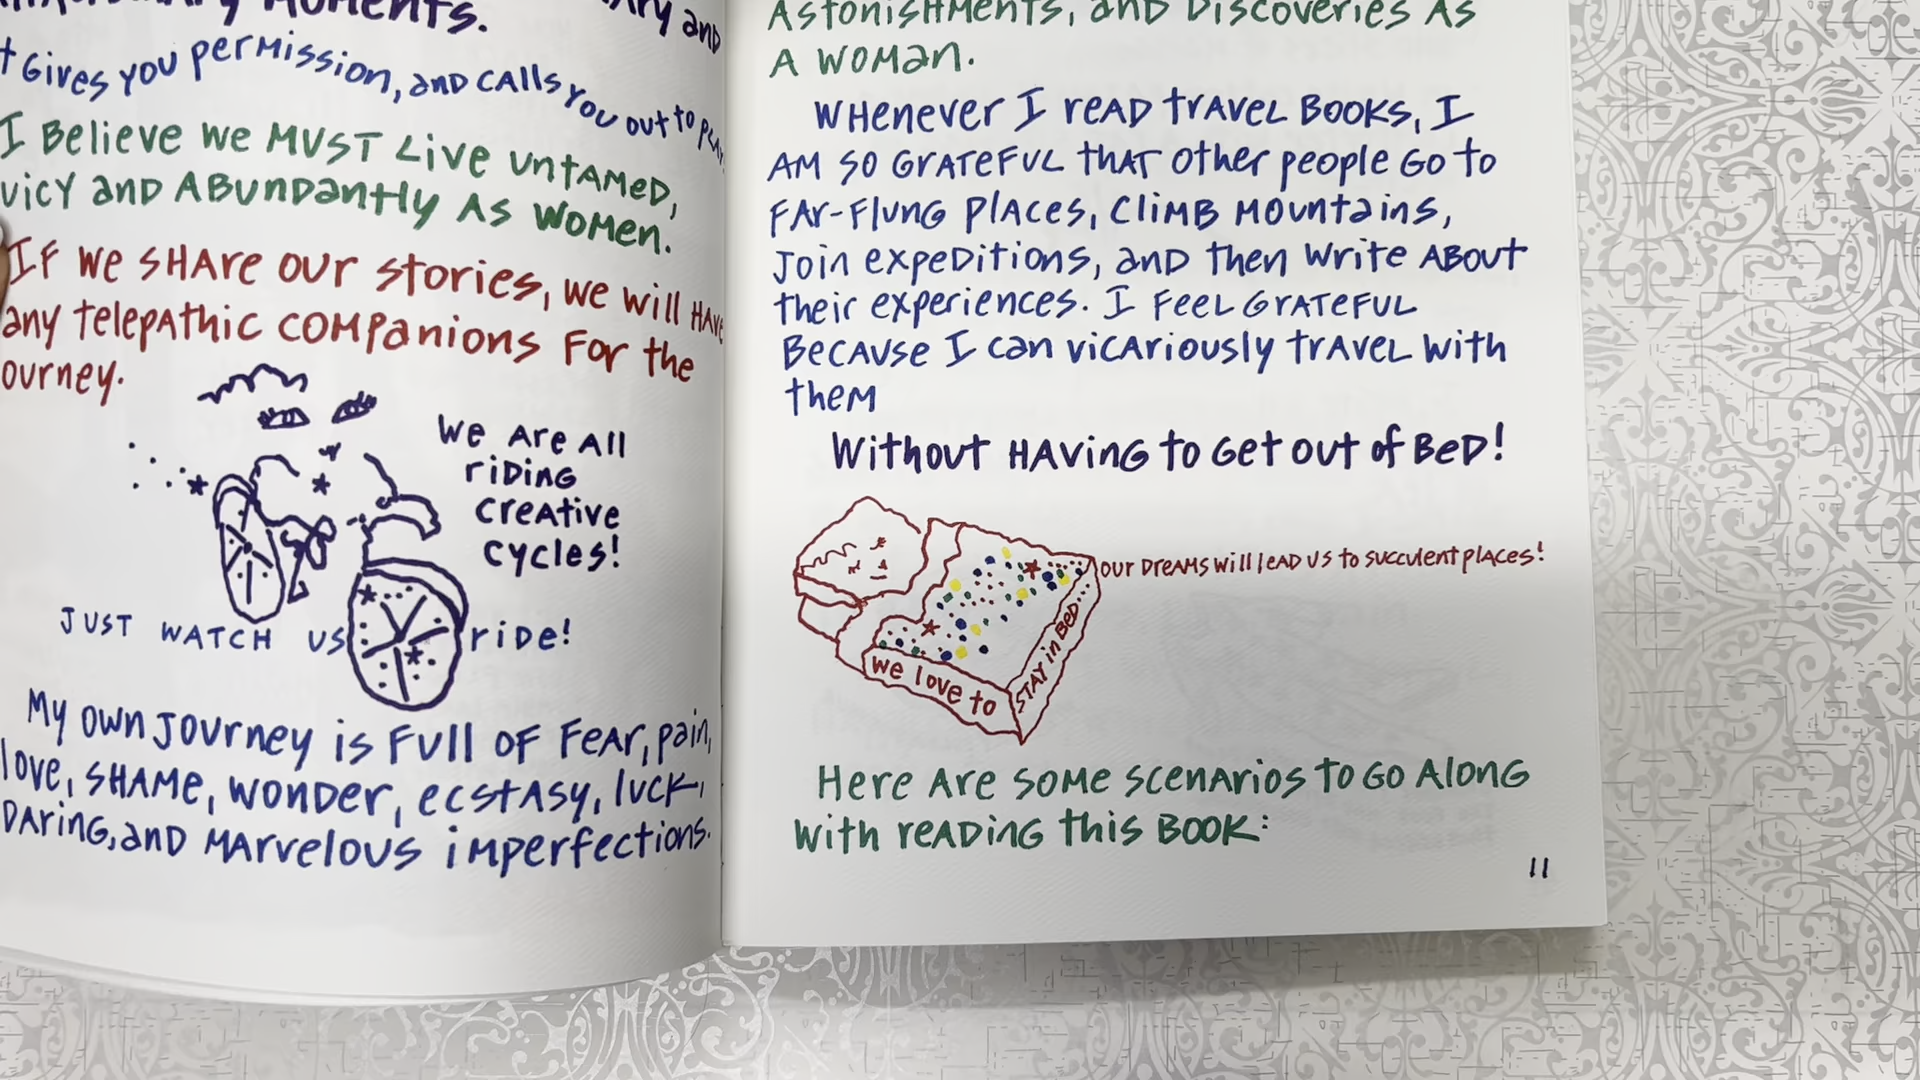 Moments.
Gives you permission, and calls you out to
I Believe we MUST Live untamed,
and Abundantly As women.
If we share our stories, we will have
any telepathic companions for the
ourney.
We Are All
riding
creative
cycles!
Just watch us ride!
My own journey is full of fear, pain,
love, shame, wonder, ecstasy, luck,
Daring, and marvelous imperfections.
Astonishments, and Discoveries As
A woman.
Whenever I read travel books, I
am so grateful that other people go to
far-flung places, climb mountains,
join expeditions, and then write about
their experiences. I feel grateful
Because I can vicariously travel with
them
Without having to get out of Bed!
Our dreams will lead us to succulent places!
We love to
Stay in Bed
Here are some scenarios to go along
with reading this book:
11